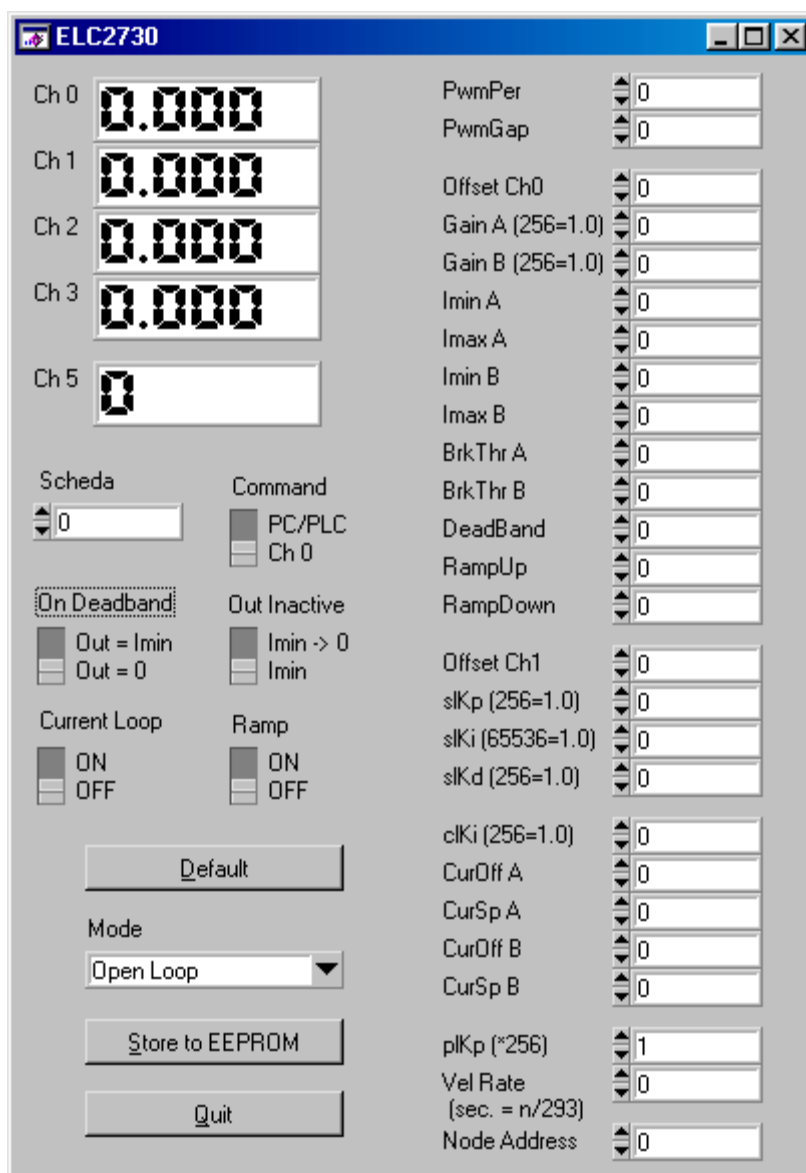 ELC2730
Ch 0 0.000
Ch 1 0.000
Ch 2 0.000
Ch 3 0.000
Ch 5 0
Scheda
0
Command
PC/PLC
Ch 0
On Deadband
Out = Imin
Out = 0
Out Inactive
Imin -> 0
Imin
Current Loop
ON
OFF
Ramp
ON
OFF
Default
Mode
Open Loop
Store to EEPROM
Quit
PwmPer 0
PwmGap 0
Offset Ch0 0
Gain A (256=1.0) 0
Gain B (256=1.0) 0
Imin A 0
Imax A 0
Imin B 0
Imax B 0
BrkThr A 0
BrkThr B 0
DeadBand 0
RampUp 0
RampDown 0
Offset Ch1 0
slKp (256=1.0) 0
slKi (65536=1.0) 0
slKd (256=1.0) 0
clKi (256=1.0) 0
CurOff A 0
CurSp A 0
CurOff B 0
CurSp B 0
plKp (*256) 1
Vel Rate 0
(sec. = n/293)
Node Address 0